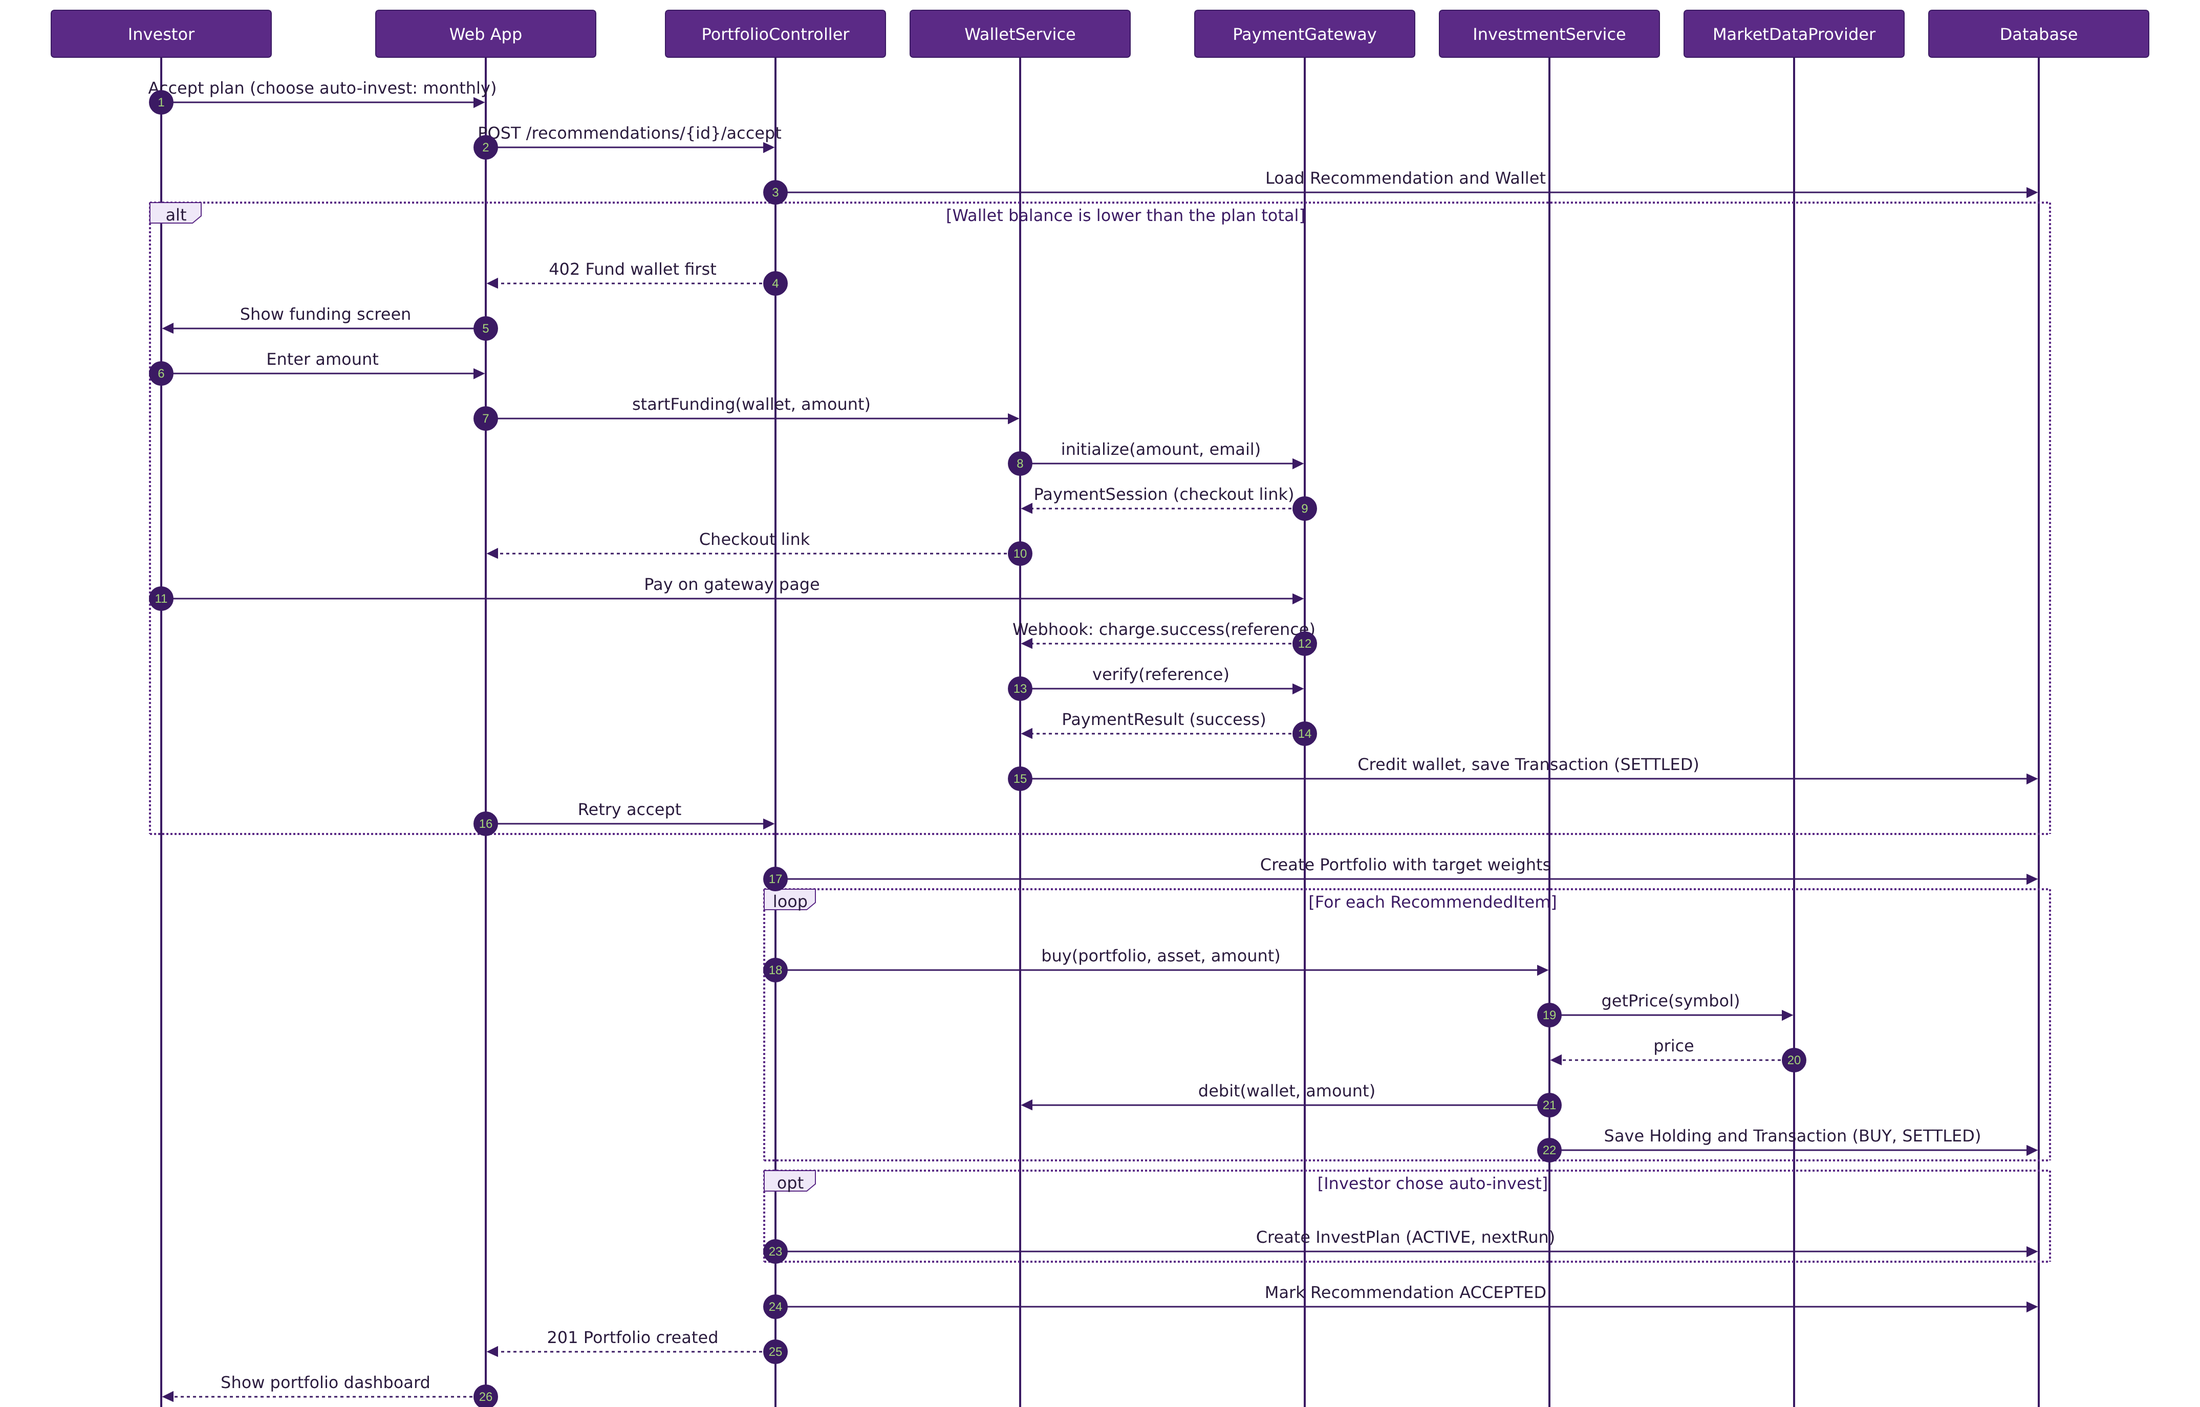 Investor
Web App
PortfolioController
WalletService
PaymentGateway
InvestmentService
MarketDataProvider
Database
Accept plan (choose auto-invest: monthly)
1
POST /recommendations/{id}/accept
2
Load Recommendation and Wallet
3
alt
[Wallet balance is lower than the plan total]
402 Fund wallet first
4
Show funding screen
5
Enter amount
6
startFunding(wallet, amount)
7
initialize(amount, email)
8
PaymentSession (checkout link)
9
Checkout link
10
Pay on gateway page
11
Webhook: charge.success(reference)
12
verify(reference)
13
PaymentResult (success)
14
Credit wallet, save Transaction (SETTLED)
15
Retry accept
16
Create Portfolio with target weights
17
loop
[For each RecommendedItem]
buy(portfolio, asset, amount)
18
getPrice(symbol)
19
price
20
debit(wallet, amount)
21
Save Holding and Transaction (BUY, SETTLED)
22
opt
[Investor chose auto-invest]
Create InvestPlan (ACTIVE, nextRun)
23
Mark Recommendation ACCEPTED
24
201 Portfolio created
25
Show portfolio dashboard
26